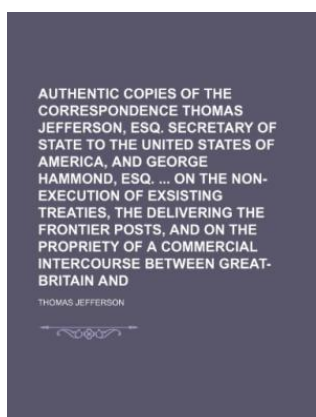 AUTHENTIC COPIES OF THE
CORRESPONDENCE THOMAS
JEFFERSON, ESQ. SECRETARY OF
STATE TO THE UNITED STATES OF
AMERICA, AND GEORGE
HAMMOND, ESQ. ... ON THE NON-
EXECUTION OF EXSISTING
TREATIES, THE DELIVERING THE
FRONTIER POSTS, AND ON THE
PROPRIETY OF A COMMERCIAL
INTERCOURSE BETWEEN GREAT-
BRITAIN AND
THOMAS JEFFERSON